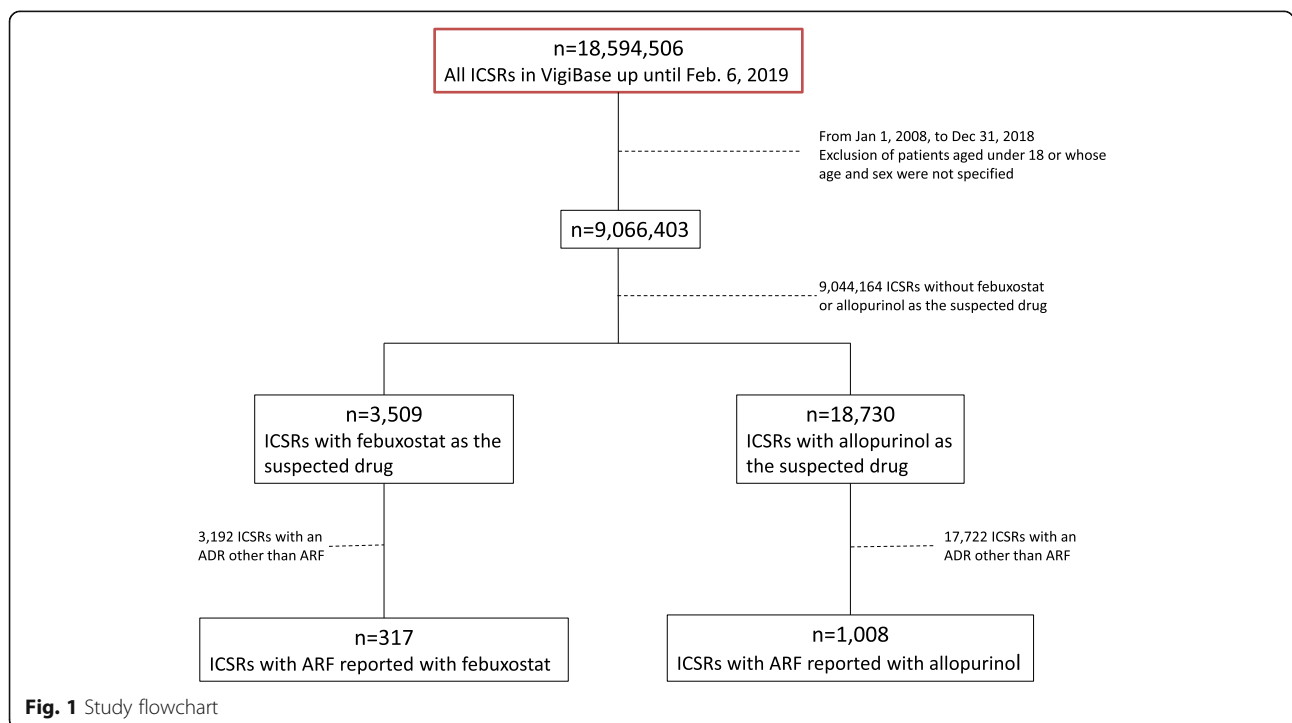 n=18,594,506
All ICSRs in VigiBase up until Feb. 6, 2019
From Jan 1, 2008, to Dec 31, 2018
Exclusion of patients aged under 18 or whose
age and sex were not specified
n=9,066,403
9,044,164 ICSRs without febuxostat
or allopurinol as the suspected drug
n=3,509
ICSRs with febuxostat as the
suspected drug
n=18,730
ICSRs with allopurinol as
the suspected drug
3,192 ICSRs with an
ADR other than ARF
17,722 ICSRs with an
ADR other than ARF
n=317
ICSRs with ARF reported with febuxostat
n=1,008
ICSRs with ARF reported with allopurinol
Fig. 1 Study flowchart